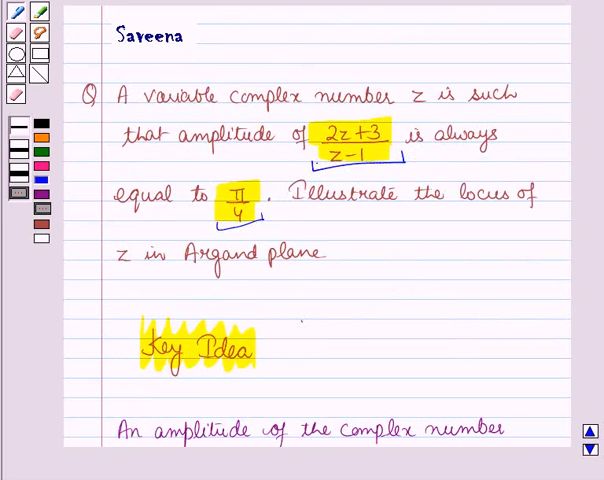 Saveena
Q A variable complex number z is such
that amplitude of 2z+3/z-1 is always
equal to π/4. Illustrate the locus of
z in Argand plane
Key Idea
An amplitude of the complex number